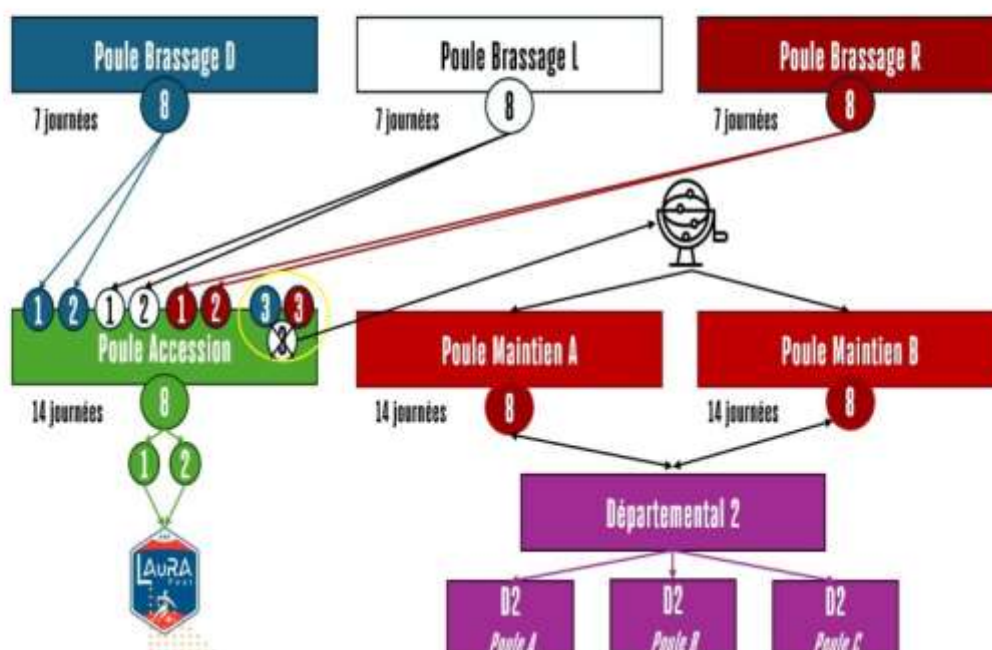 Poule Brassage D
Poule Brassage L
Poule Brassage R
8
8
8
7 journées
7 journées
7 journées
1
2
1
2
1
2
3
3
3
Poule Accession
Poule Maintien A
Poule Maintien B
14 journées
8
14 journées
8
14 journées
8
1
2
Départemental 2
LAuRA
Foot
D2
Poule A
D2
Poule B
D2
Poule C